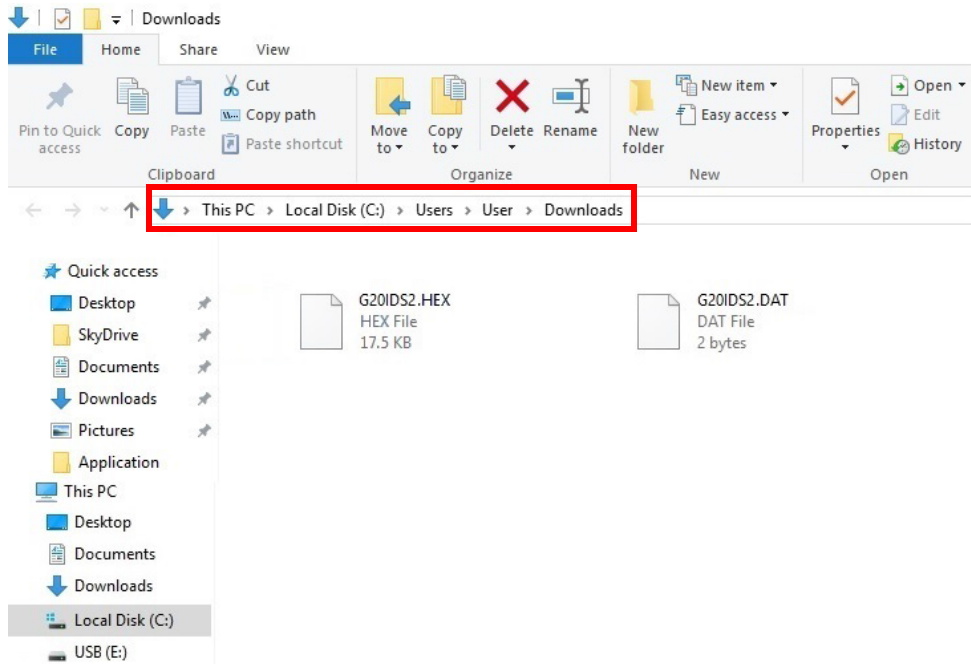 Downloads
File Home Share View
Pin to Quick access
Copy
Paste
Cut
Copy path
Paste shortcut
Clipboard
Move to
Copy to
Delete
Rename
Organize
New folder
New item
Easy access
New
Properties
Open
Edit
History
Open
This PC > Local Disk (C:) > Users > User > Downloads
Quick access
Desktop
SkyDrive
Documents
Downloads
Pictures
Application
This PC
Desktop
Documents
Downloads
Local Disk (C:)
USB (E:)
G20IDS2.HEX
HEX File
17.5 KB
G20IDS2.DAT
DAT File
2 bytes